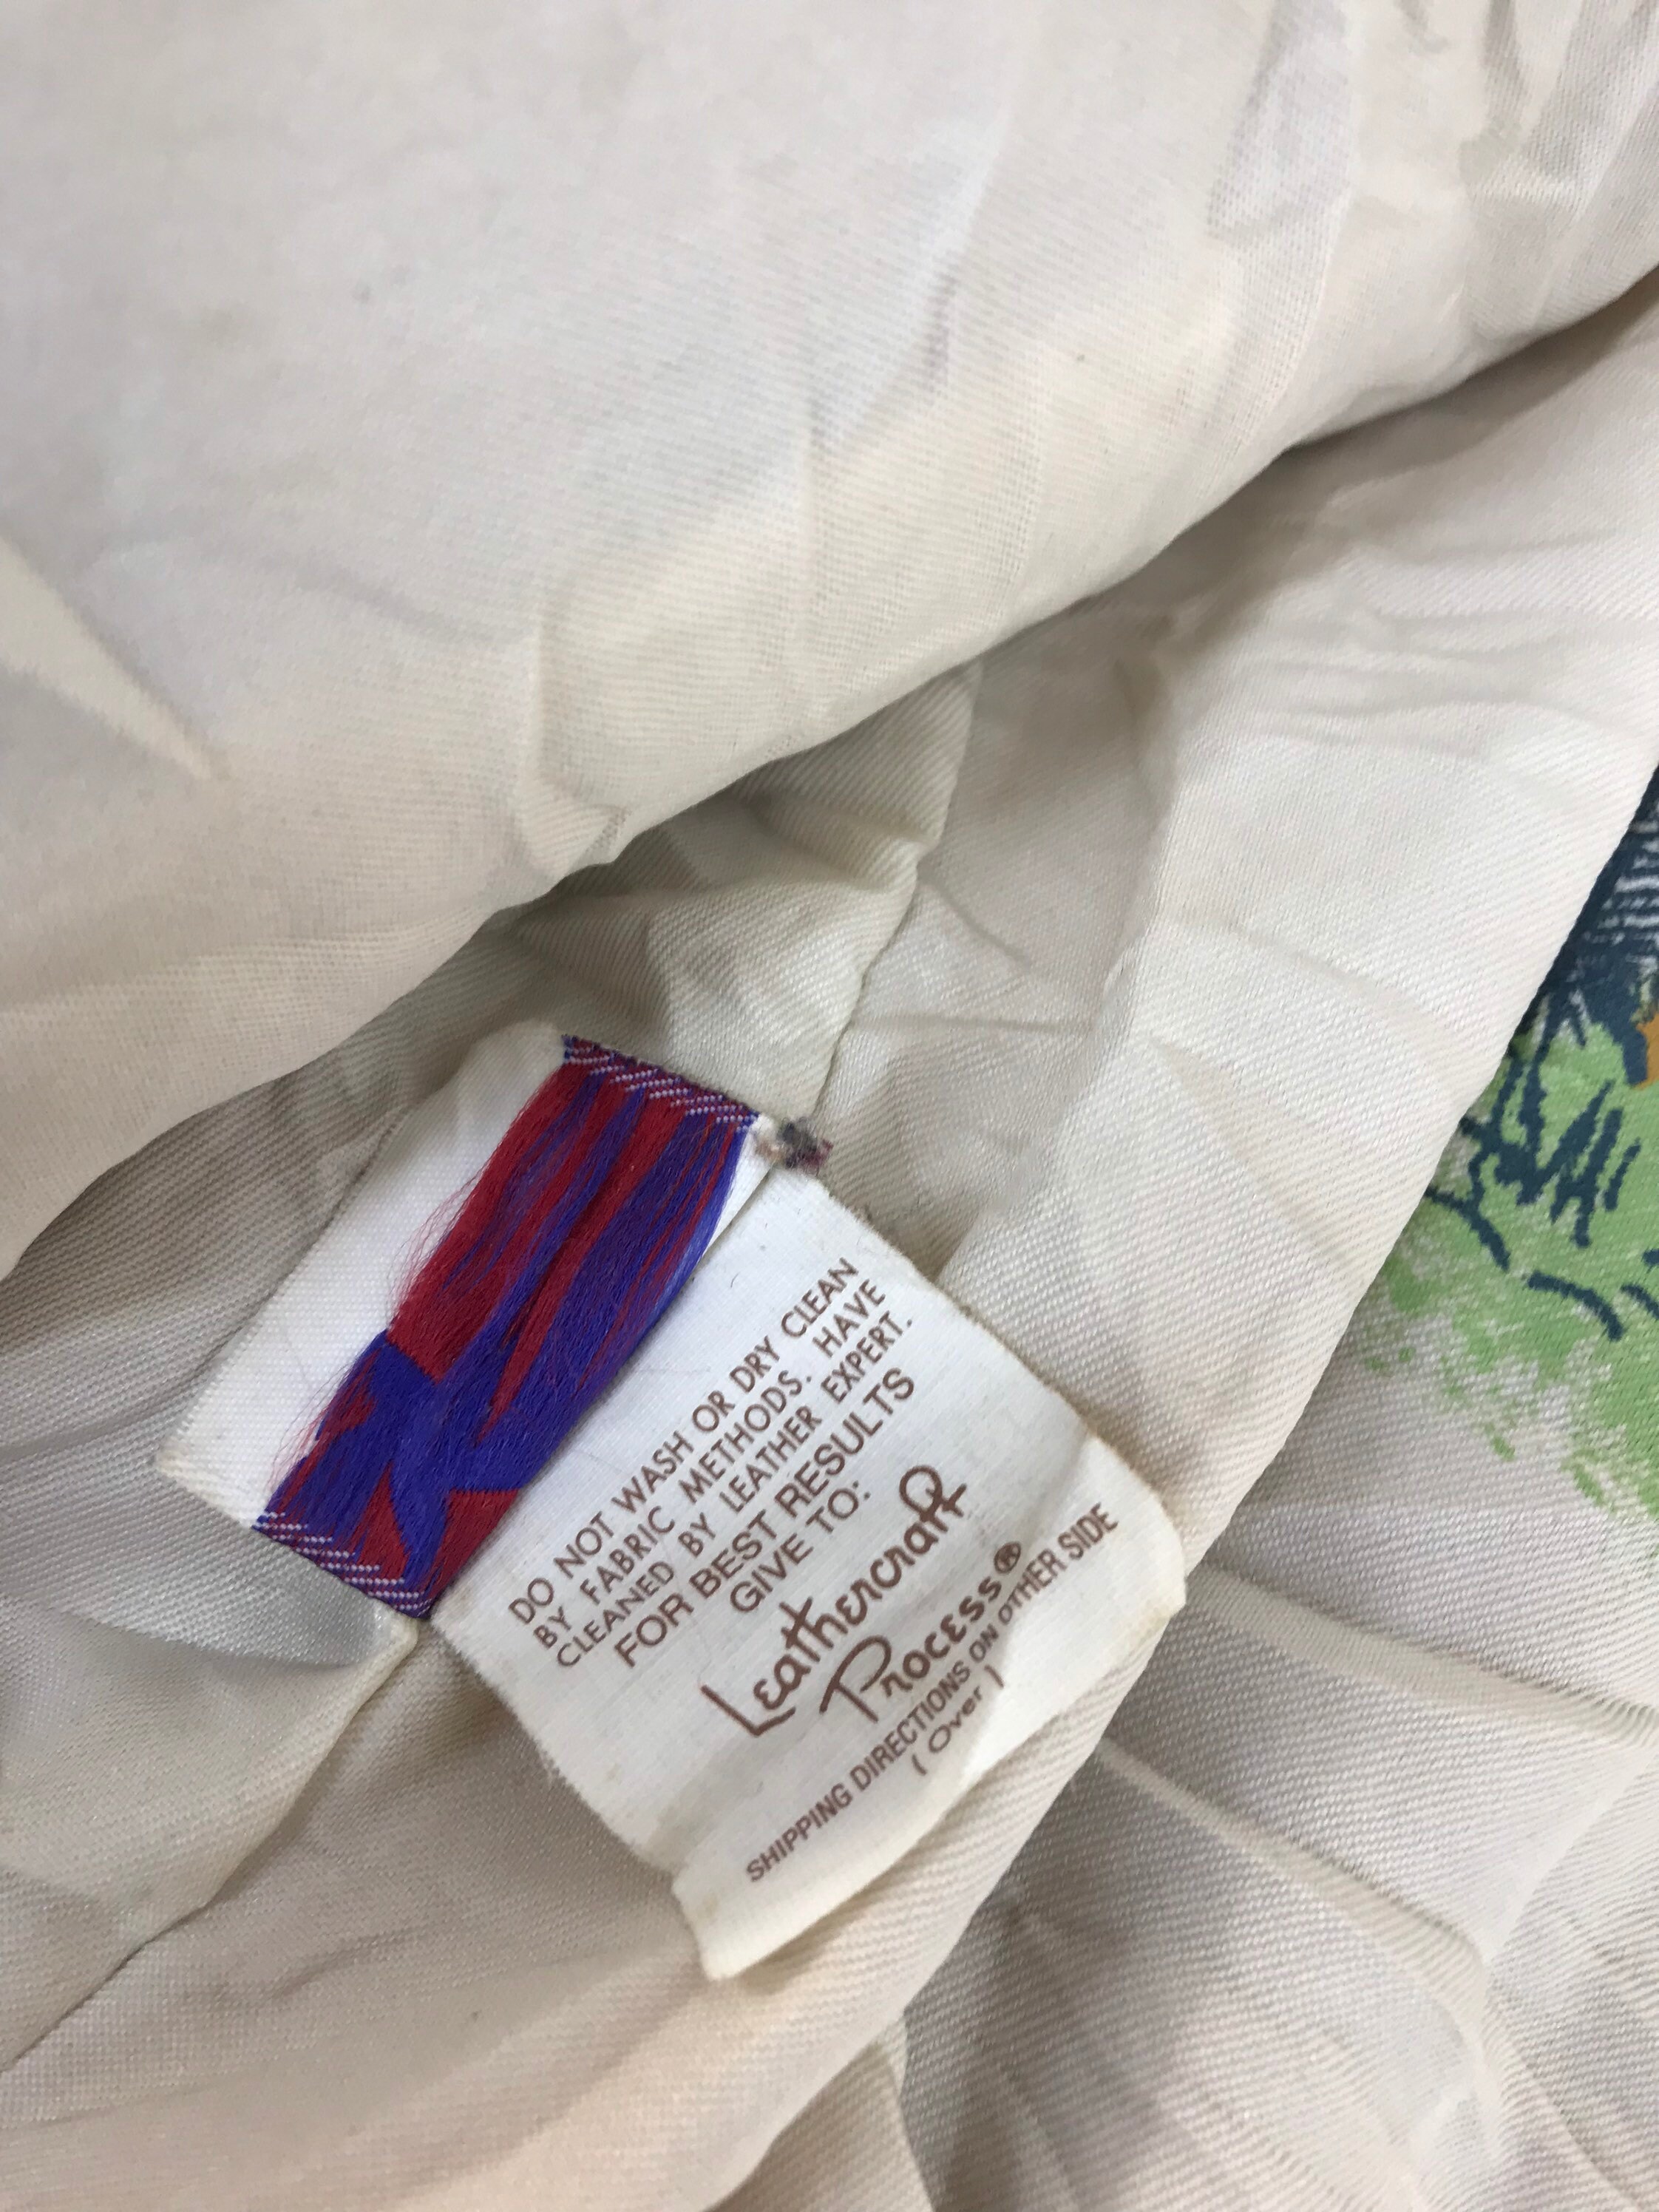 DO NOT WASH OR DRY CLEAN
BY FABRIC METHODS. HAVE
CLEANED BY LEATHER EXPERT.
FOR BEST RESULTS
GIVE TO:
Leathercraft
Process®
SHIPPING DIRECTIONS ON OTHER SIDE
(Over)